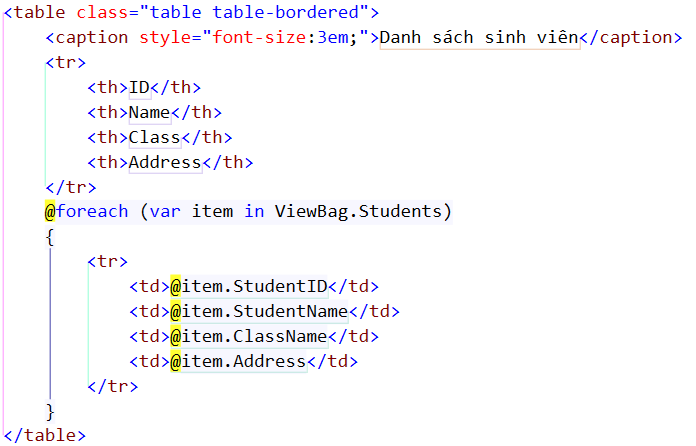 <table class="table table-bordered">
    <caption style="font-size:3em;">Danh sách sinh viên</caption>
    <tr>
        <th>ID</th>
        <th>Name</th>
        <th>Class</th>
        <th>Address</th>
    </tr>
    @foreach (var item in ViewBag.Students)
    {
        <tr>
            <td>@item.StudentID</td>
            <td>@item.StudentName</td>
            <td>@item.ClassName</td>
            <td>@item.Address</td>
        </tr>
    }
</table>